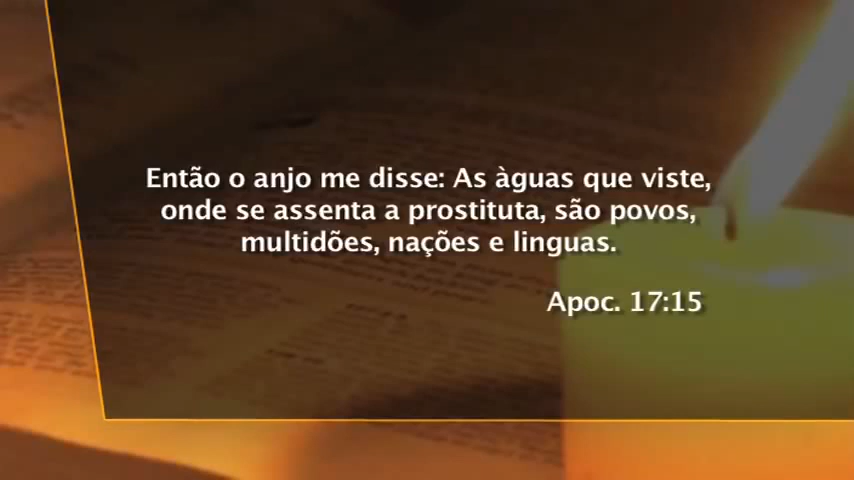 Então o anjo me disse: As àguas que viste,
onde se assenta a prostituta, são povos,
multidões, nações e linguas.
Apoc. 17:15